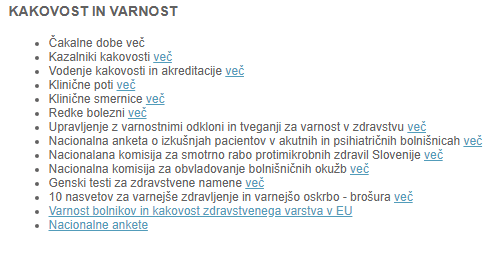 KAKOVOST IN VARNOST
Čakalne dobe več
Kazalniki kakovosti več
Vodenje kakovosti in akreditacije več
Klinične poti več
Klinične smernice več
Redke bolezni več
Upravljanje z varnostnimi odkloni in tveganji za varnost v zdravstvu več
Nacionalna anketa o izkušnjah pacientov v akutnih in psihiatričnih bolnišnicah več
Nacionalana komisija za smotrno rabo protimikrobnih zdravil Slovenije več
Nacionalna komisija za obvladovanje bolnišničnih okužb več
Genski testi za zdravstvene namene več
10 nasvetov za varnejše zdravljenje in varnejšo oskrbo - brošura več
Varnost bolnikov in kakovost zdravstvenega varstva v EU
Nacionalne ankete